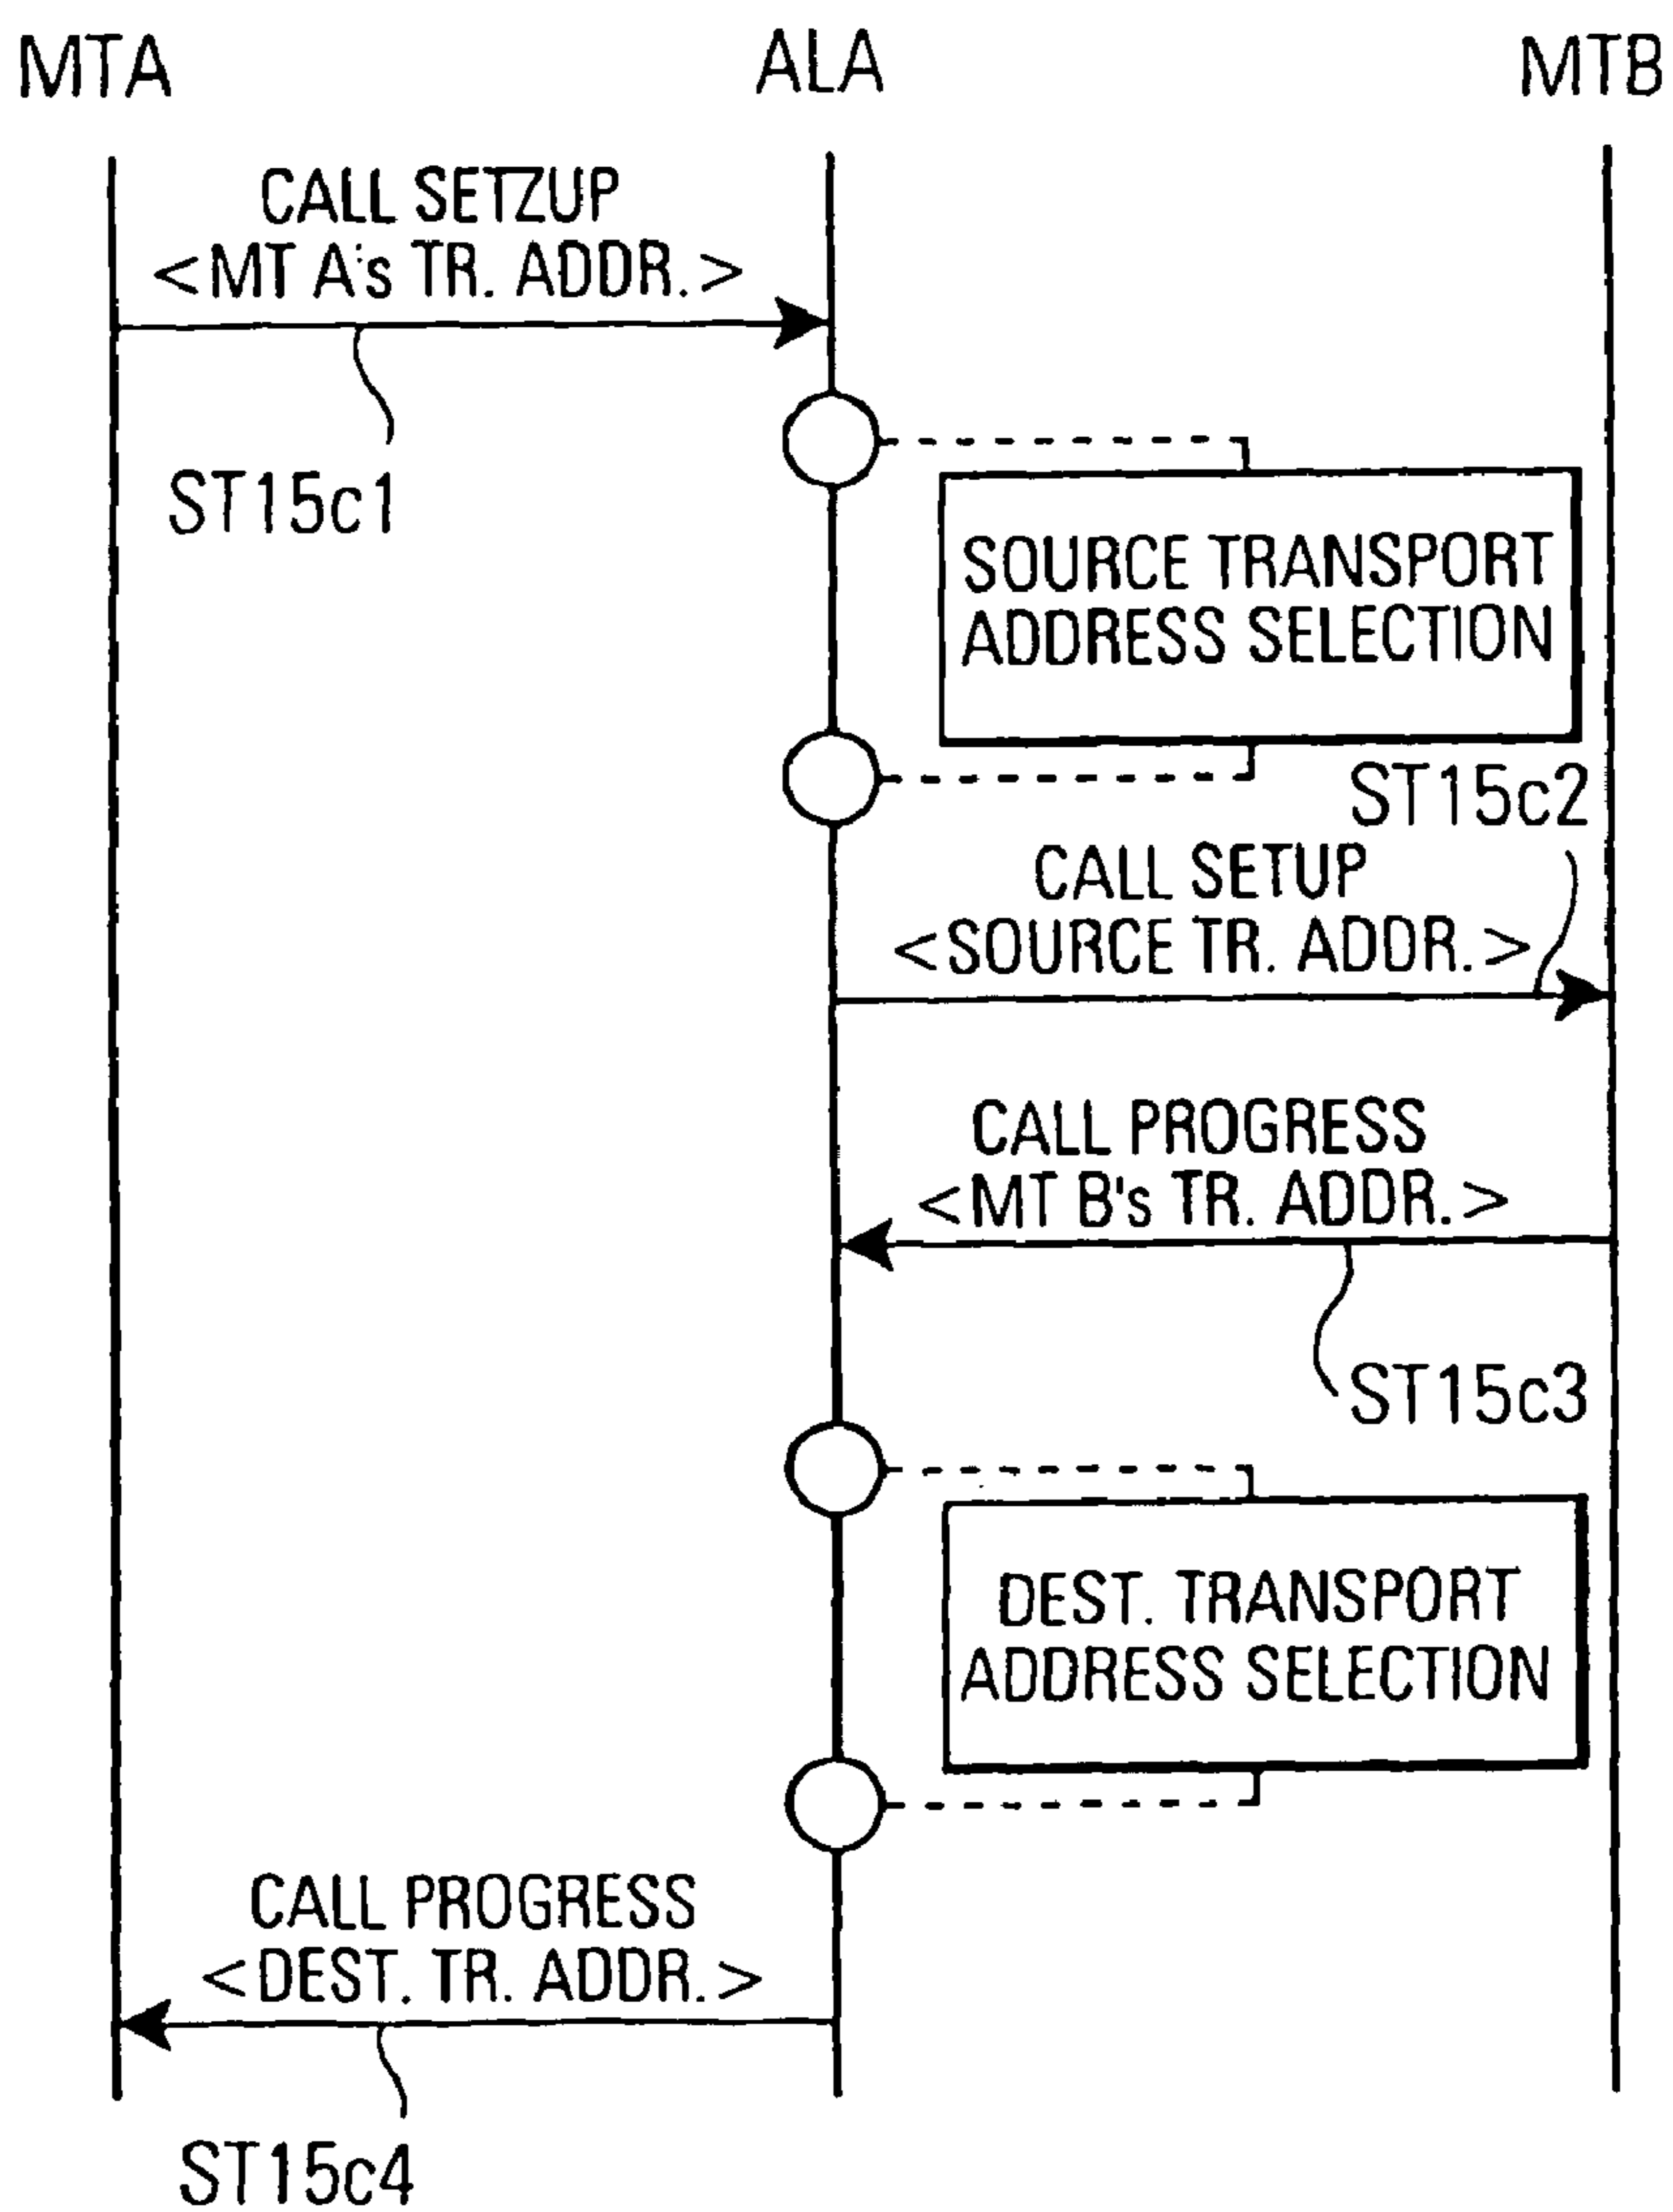 MTA
ALA
MTB
CALL SETZUP
<MT A's TR. ADDR.>
ST15c1
SOURCE TRANSPORT
ADDRESS SELECTION
ST15c2
CALL SETUP
<SOURCE TR. ADDR.>
CALL PROGRESS
<MT B's TR. ADDR.>
ST15c3
DEST. TRANSPORT
ADDRESS SELECTION
CALL PROGRESS
<DEST. TR. ADDR.>
ST15c4